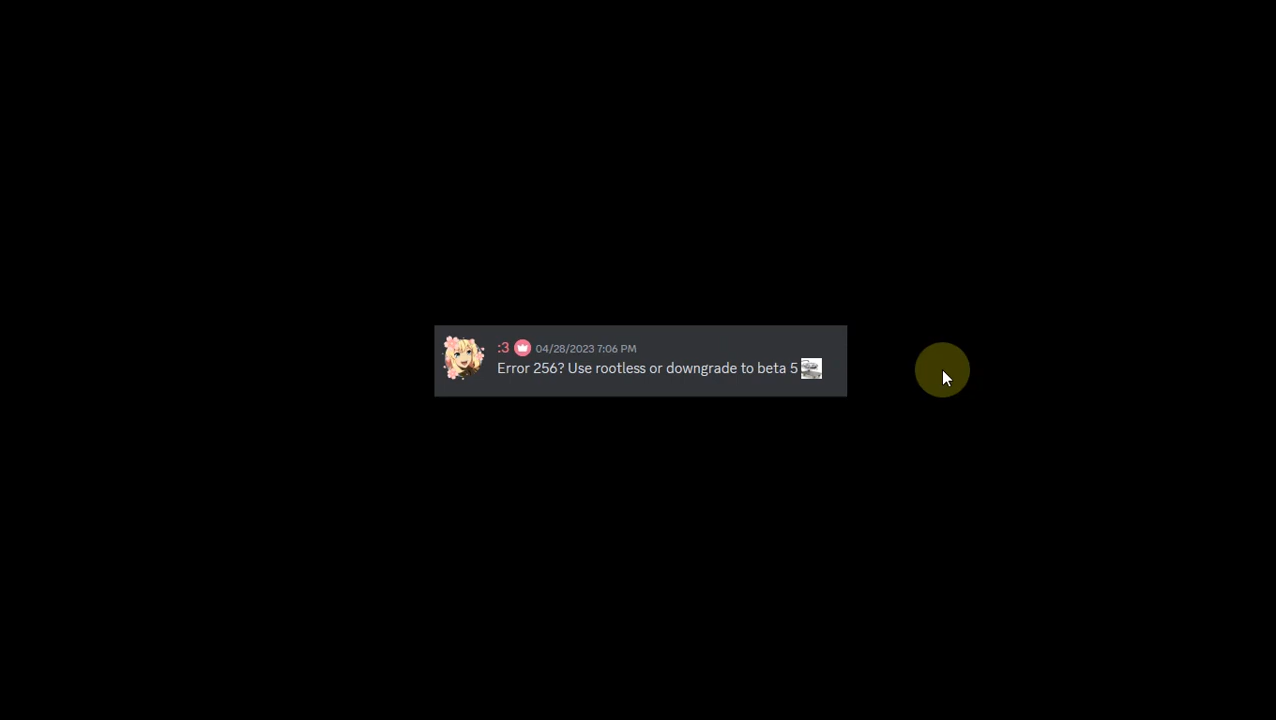 :3 04/28/2023 7:06 PM
Error 256? Use rootless or downgrade to beta 5